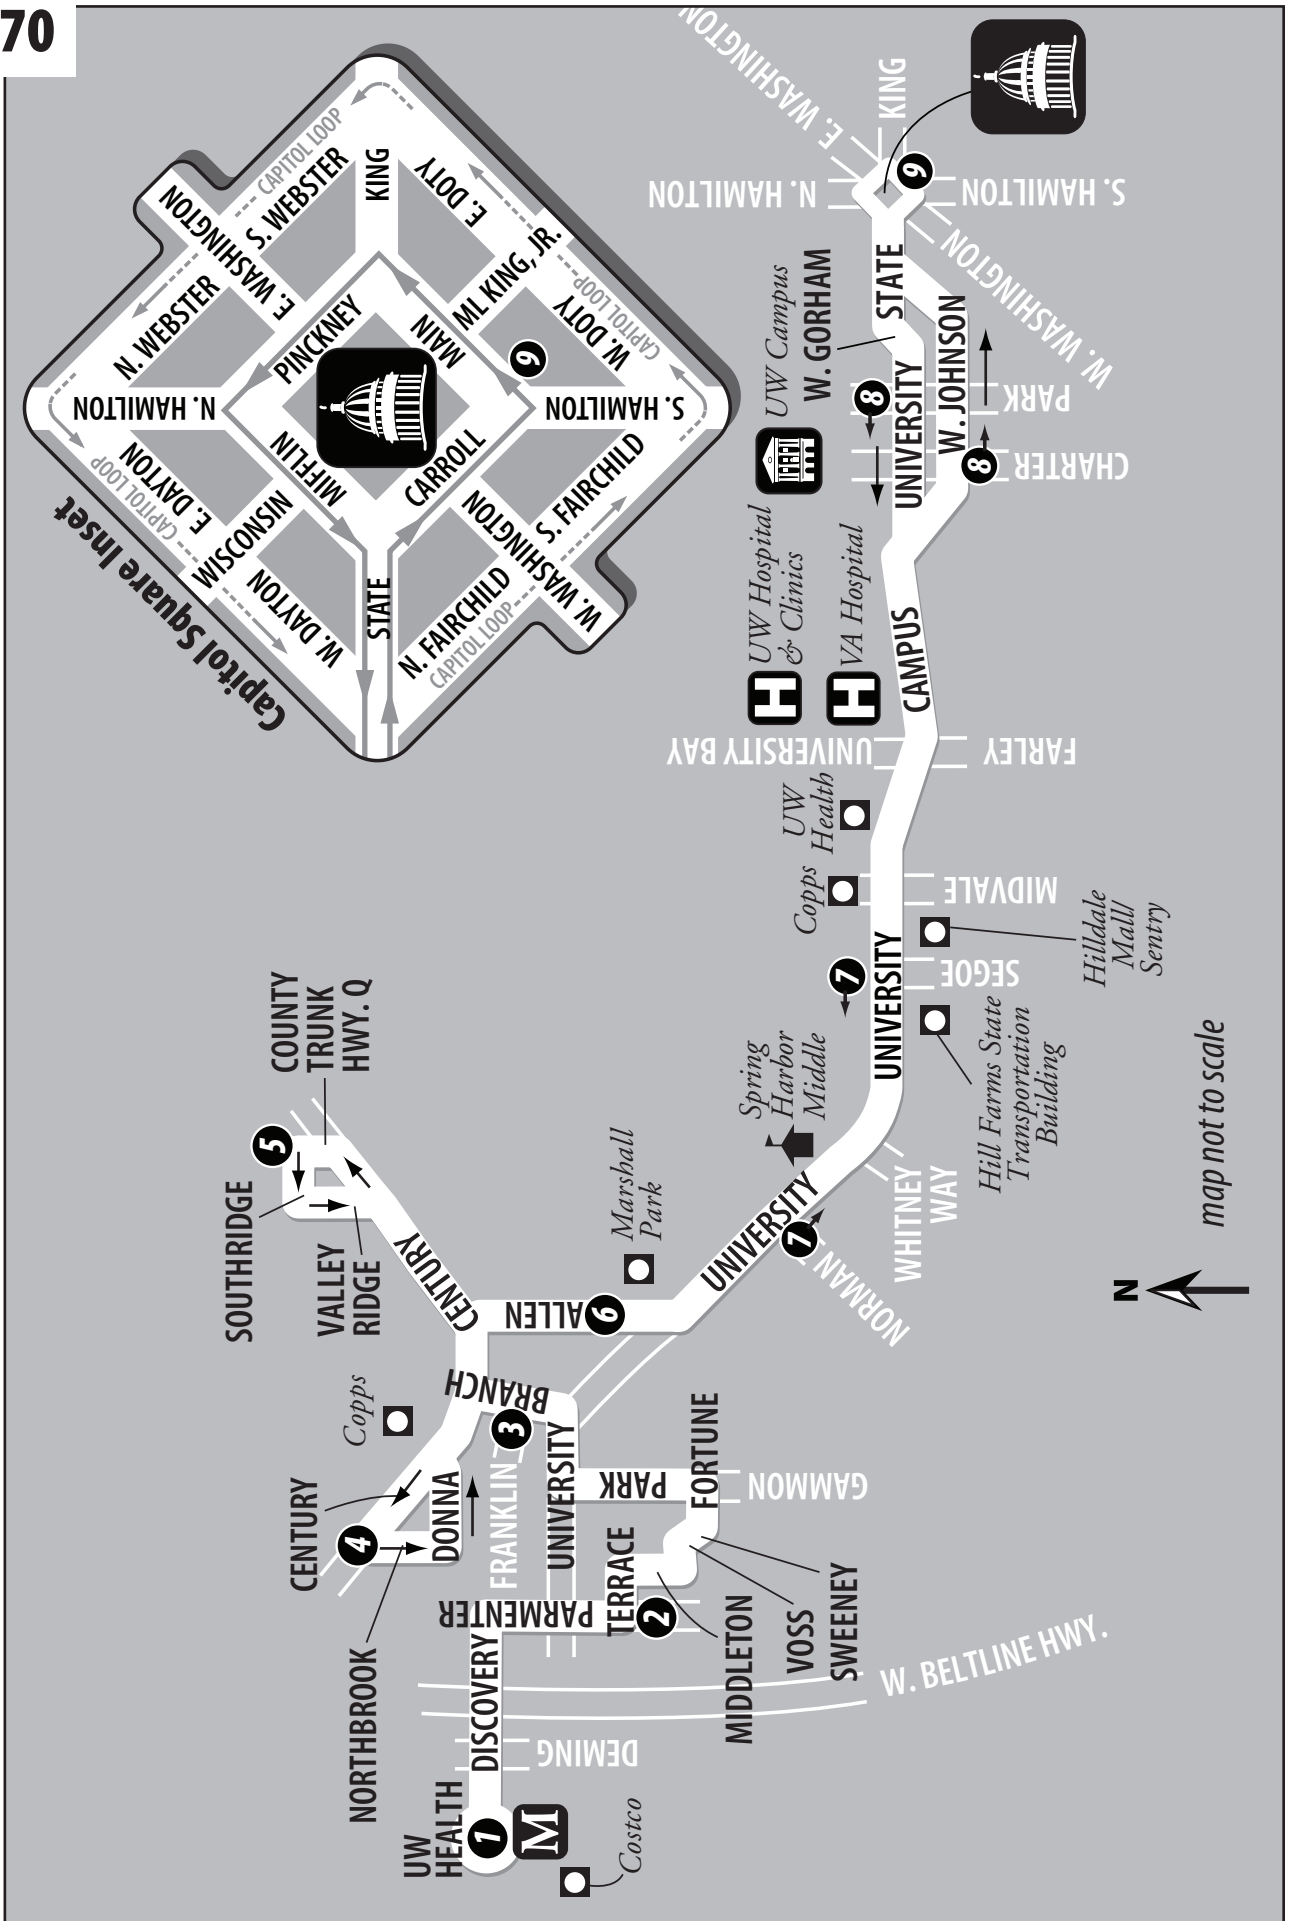 70
Capitol Square Inset
CAPITOL LOOP
S. WEBSTER
E. WASHINGTON
N. WEBSTER
KING
E. DOTY
ML KING, JR.
W. DOTY
CAPITOL LOOP
PINCKNEY
MAIN
9
N. HAMILTON
S. HAMILTON
MIFFLIN
CARROLL
E. DAYTON
CAPITOL LOOP
WISCONSIN
W. DAYTON
STATE
N. FAIRCHILD
CAPITOL LOOP
W. WASHINGTON
S. FAIRCHILD
E. WASHINGTON
KING
N. HAMILTON
9
S. HAMILTON
W. WASHINGTON
STATE
UW Campus
W. GORHAM
8
UNIVERSITY
W. JOHNSON
PARK
8
CHARTER
H
UW Hospital
& Clinics
H
VA Hospital
CAMPUS
UNIVERSITY BAY
FARLEY
UW
Health
Copps
MIDVALE
Hilldale
Mall/
Sentry
7
UNIVERSITY
SEGOE
Hill Farms State
Transportation
Building
Spring
Harbor
Middle
WHITNEY
WAY
UNIVERSITY
7
NORMAN
Marshall
Park
ALLEN
6
COUNTY
TRUNK
HWY. Q
5
SOUTHRIDGE
VALLEY
RIDGE
CENTURY
Copps
BRANCH
3
CENTURY
4
DONNA
FRANKLIN
UNIVERSITY
PARK
FORTUNE
GAMMON
NORTHBROOK
PARMENTER
TERRACE
2
MIDDLETON
VOSS
SWEENEY
W. BELTLINE HWY.
DISCOVERY
DEMING
UW
HEALTH
1
M
Costco
N
map not to scale